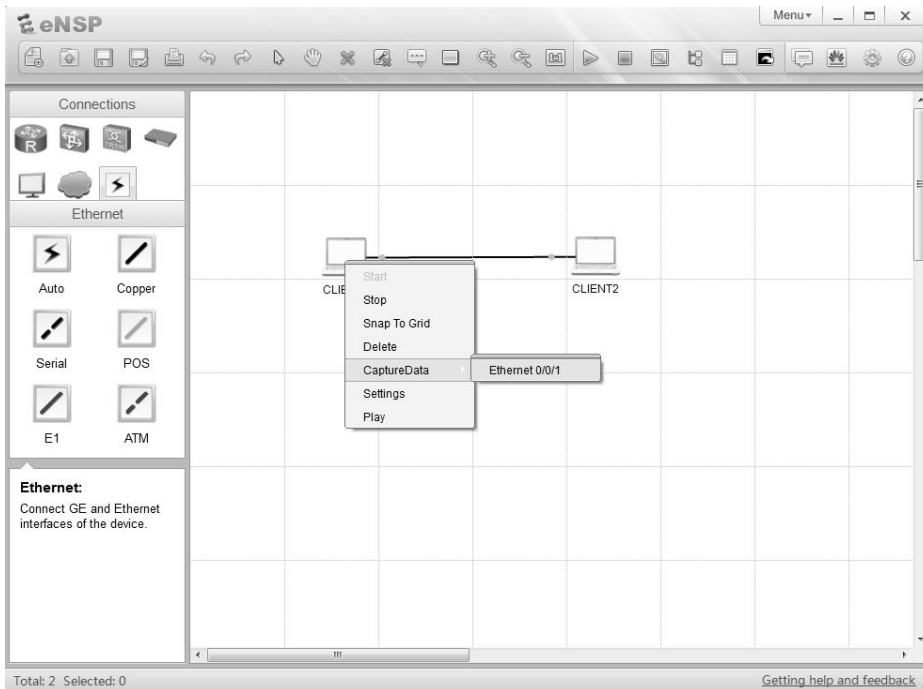 eNSP
Menu
Connections
R
Ethernet
Auto
Copper
Serial
POS
E1
ATM
Ethernet:
Connect GE and Ethernet
interfaces of the device.
CLIE
CLIENT2
Start
Stop
Snap To Grid
Delete
CaptureData
Ethernet 0/0/1
Settings
Play
Total: 2 Selected: 0
Getting help and feedback